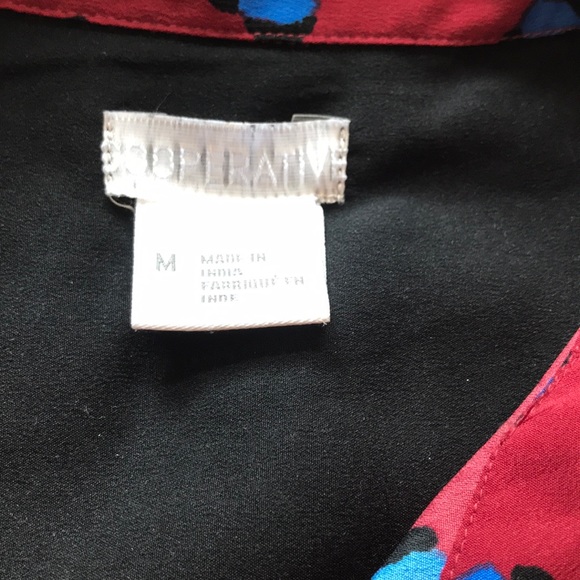 COOPERATIVE
M
MADE IN
INDIA
FABRIQUÉ EN
INDE